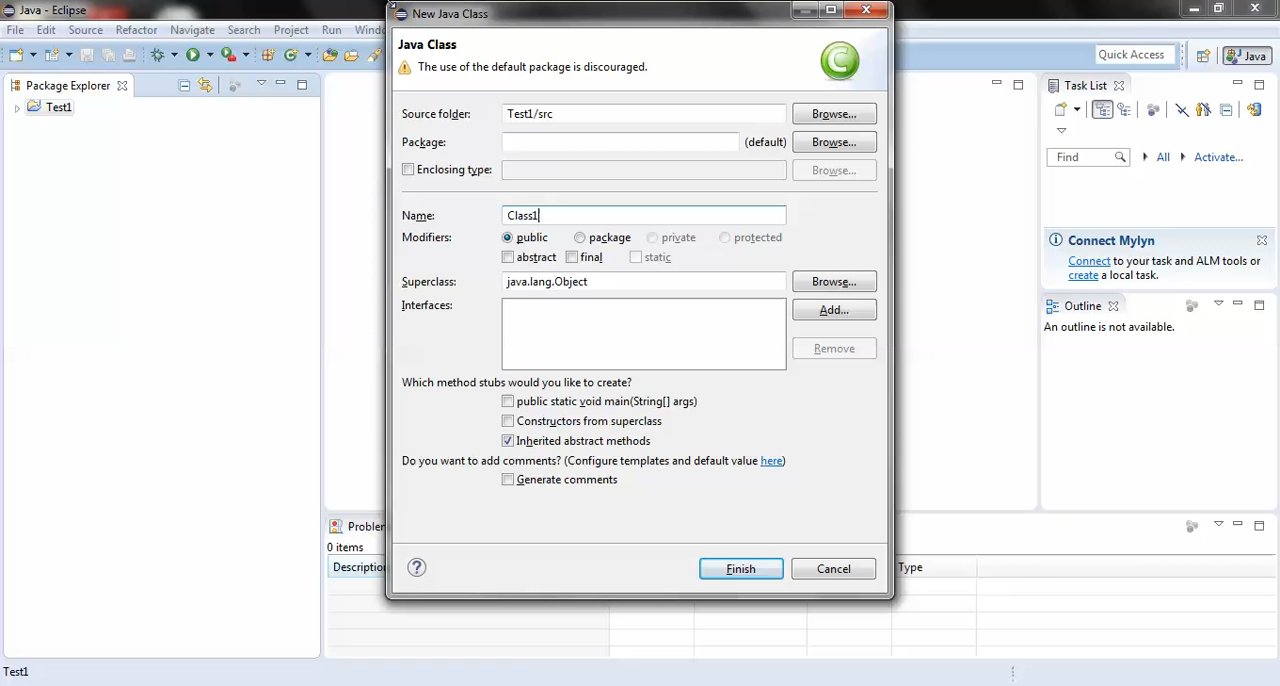 Java - Eclipse
File Edit Source Refactor Navigate Search Project Run Windo
Quick Access
Java
Package Explorer
Test1
New Java Class
Java Class
The use of the default package is discouraged.
Source folder: Test1/src Browse...
Package: (default) Browse...
Enclosing type: Browse...
Name: Class1
Modifiers: public package private protected
abstract final static
Superclass: java.lang.Object Browse...
Interfaces: Add...
Remove
Which method stubs would you like to create?
public static void main(String[] args)
Constructors from superclass
Inherited abstract methods
Do you want to add comments? (Configure templates and default value here)
Generate comments
Finish Cancel
Task List
Find All Activate...
Connect Mylyn
Connect to your task and ALM tools or
create a local task.
Outline
An outline is not available.
Problem
0 items
Descriptio Type
Test1